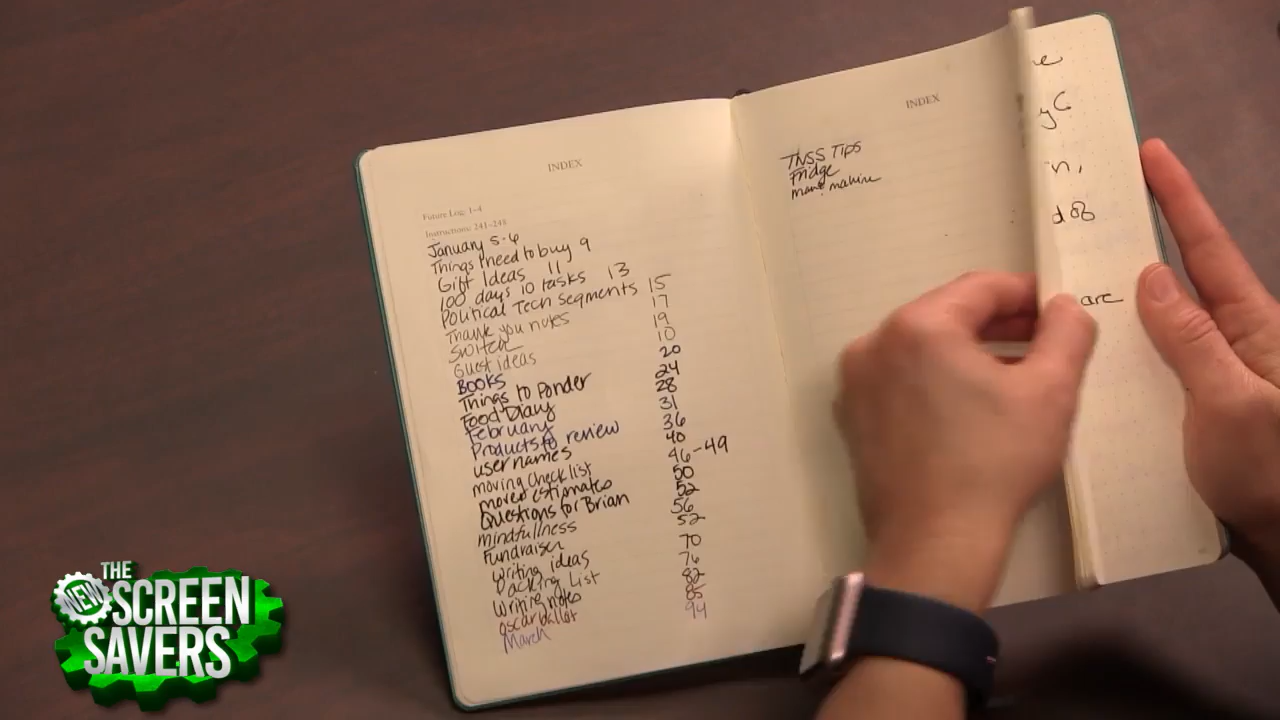 INDEX
Future Log: 1-4
Instructions: 241-248
January 5-6
Things I need to buy 9
Gift Ideas 11
100 days 10 tasks 13
Political Tech Segments 15
Thank you notes 17
Switch 19
Guest ideas 10
Books 20
Things to Ponder 24
Food Diary 28
February 31
Products to review 36
user names 40
moving Checklist 46-49
mover estimates 50
Questions for Brian 52
mindfullness 56
Fundraiser 52
Writing ideas 70
Packing List 76
Writing notes 82
oscar ballot 85
March 94
INDEX
TNSS Tips
Fridge
are
THE
NEW
SCREEN
SAVERS